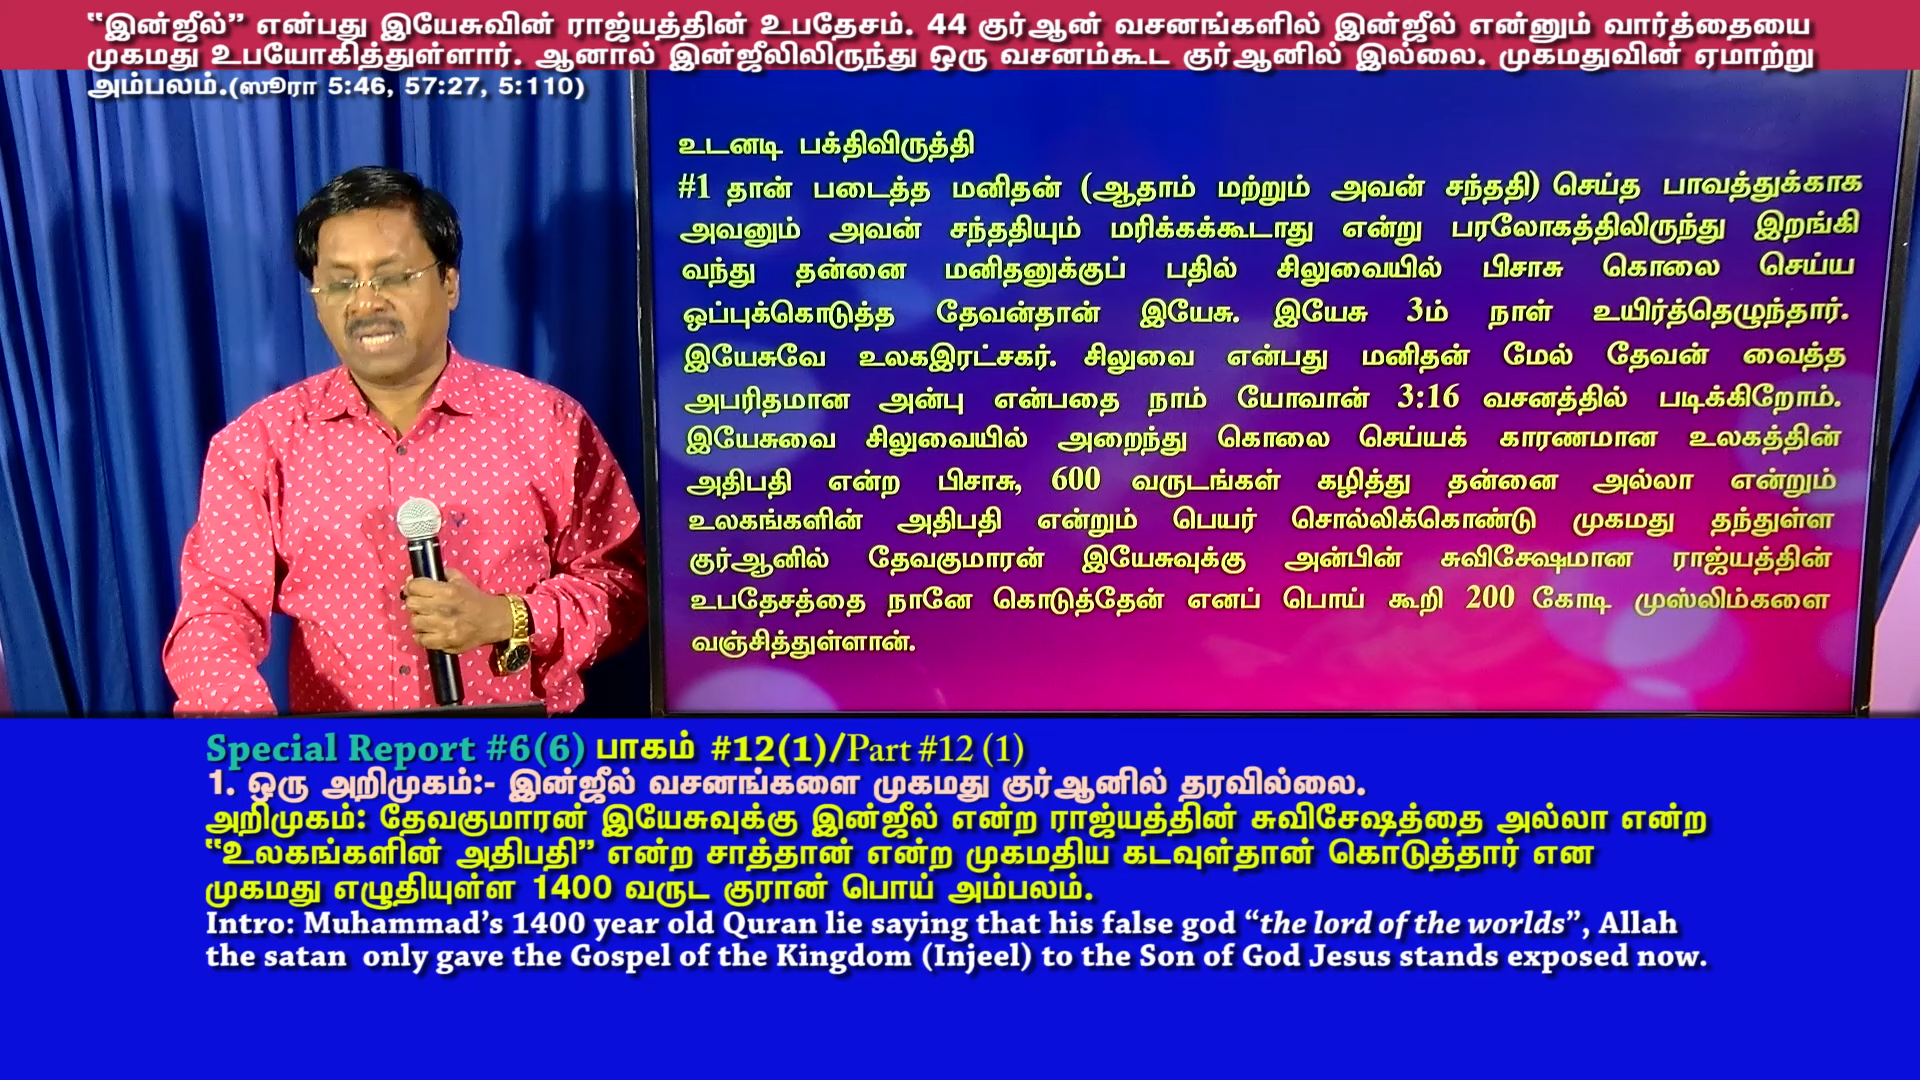 “இன்ஜீல்” என்பது இயேசுவின் ராஜ்யத்தின் உபதேசம். 44 குர்ஆன் வசனங்களில் இன்ஜீல் என்னும் வார்த்தையை
முகமது உபயோகித்துள்ளார். ஆனால் இன்ஜீலிலிருந்து ஒரு வசனம்கூட குர்ஆனில் இல்லை. முகமதுவின் ஏமாற்று
அம்பலம்.(ஸூரா 5:46, 57:27, 5:110)
உடனடி பக்திவிருத்தி
#1 தான் படைத்த மனிதன் (ஆதாம் மற்றும் அவன் சந்ததி) செய்த பாவத்துக்காக
அவனும் அவன் சந்ததியும் மரிக்கக்கூடாது என்று பரலோகத்திலிருந்து இறங்கி
வந்து தன்னை மனிதனுக்குப் பதில் சிலுவையில் பிசாசு கொலை செய்ய
ஒப்புக்கொடுத்த தேவன்தான் இயேசு. இயேசு 3ம் நாள் உயிர்த்தெழுந்தார்.
இயேசுவே உலகஇரட்சகர். சிலுவை என்பது மனிதன் மேல் தேவன் வைத்த
அபரிதமான அன்பு என்பதை நாம் யோவான் 3:16 வசனத்தில் படிக்கிறோம்.
இயேசுவை சிலுவையில் அறைந்து கொலை செய்யக் காரணமான உலகத்தின்
அதிபதி என்ற பிசாசு, 600 வருடங்கள் கழித்து தன்னை அல்லா என்றும்
உலகங்களின் அதிபதி என்றும் பெயர் சொல்லிக்கொண்டு முகமது தந்துள்ள
குர்ஆனில் தேவகுமாரன் இயேசுவுக்கு அன்பின் சுவிசேஷமான ராஜ்யத்தின்
உபதேசத்தை நானே கொடுத்தேன் எனப் பொய் கூறி 200 கோடி முஸ்லிம்களை
வஞ்சித்துள்ளான்.
Special Report #6(6) பாகம் #12(1)/Part #12 (1)
1. ஒரு அறிமுகம்:- இன்ஜீல் வசனங்களை முகமது குர்ஆனில் தரவில்லை.
அறிமுகம்: தேவகுமாரன் இயேசுவுக்கு இன்ஜீல் என்ற ராஜ்யத்தின் சுவிசேஷத்தை அல்லா என்ற
“உலகங்களின் அதிபதி” என்ற சாத்தான் என்ற முகமதிய கடவுள்தான் கொடுத்தார் என
முகமது எழுதியுள்ள 1400 வருட குரான் பொய் அம்பலம்.
Intro: Muhammad’s 1400 year old Quran lie saying that his false god “the lord of the worlds”, Allah
the satan only gave the Gospel of the Kingdom (Injeel) to the Son of God Jesus stands exposed now.